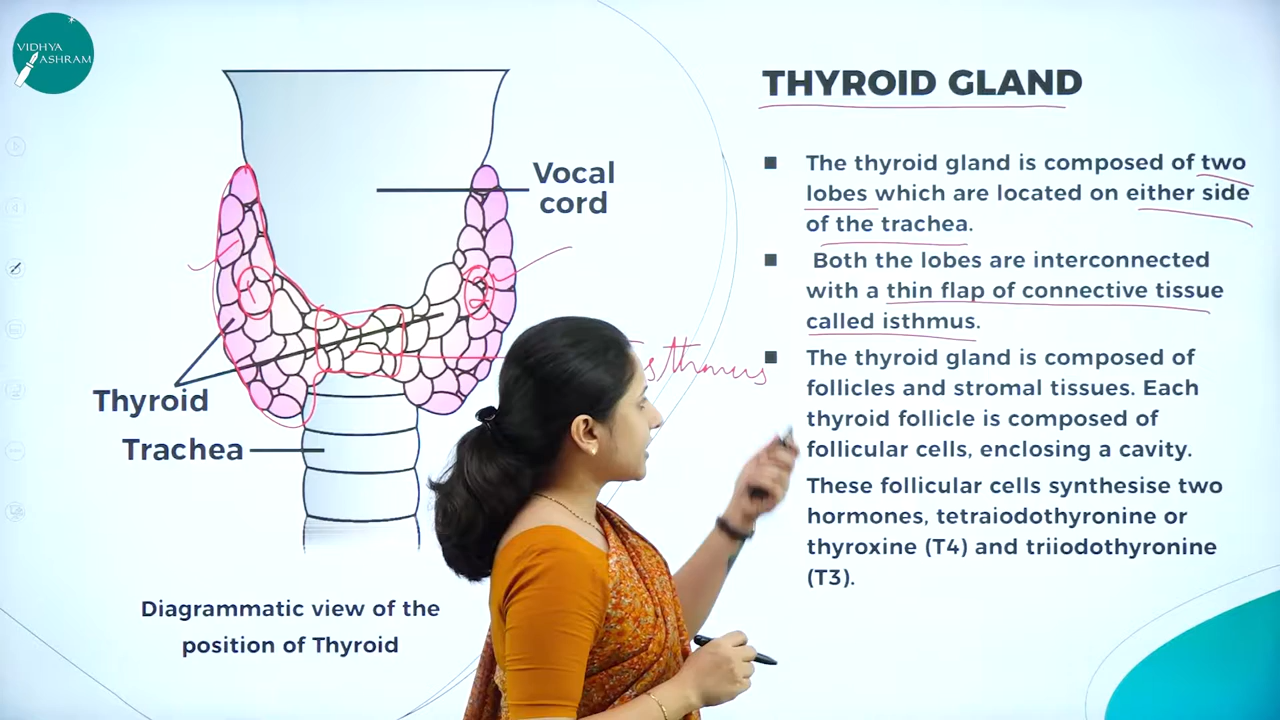 VIDHYA
ASHRAM
THYROID GLAND
Vocal
cord
Thyroid
Trachea
1
2
Isthmus
Diagrammatic view of the
position of Thyroid
■ The thyroid gland is composed of two
lobes which are located on either side
of the trachea.
■ Both the lobes are interconnected
with a thin flap of connective tissue
called isthmus.
■ The thyroid gland is composed of
follicles and stromal tissues. Each
thyroid follicle is composed of
follicular cells, enclosing a cavity.
These follicular cells synthesise two
hormones, tetraiodothyronine or
thyroxine (T4) and triiodothyronine
(T3).